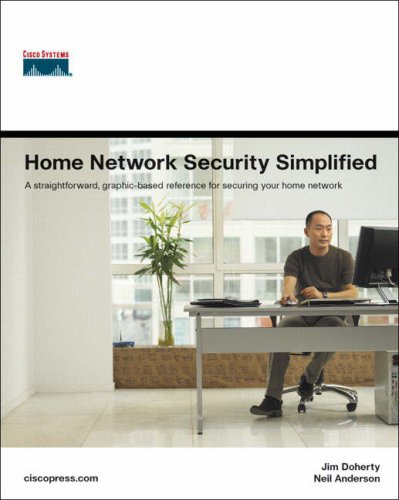 CISCO SYSTEMS
Home Network Security Simplified
A straightforward, graphic-based reference for securing your home network
Jim Doherty
ciscopress.com
Neil Anderson